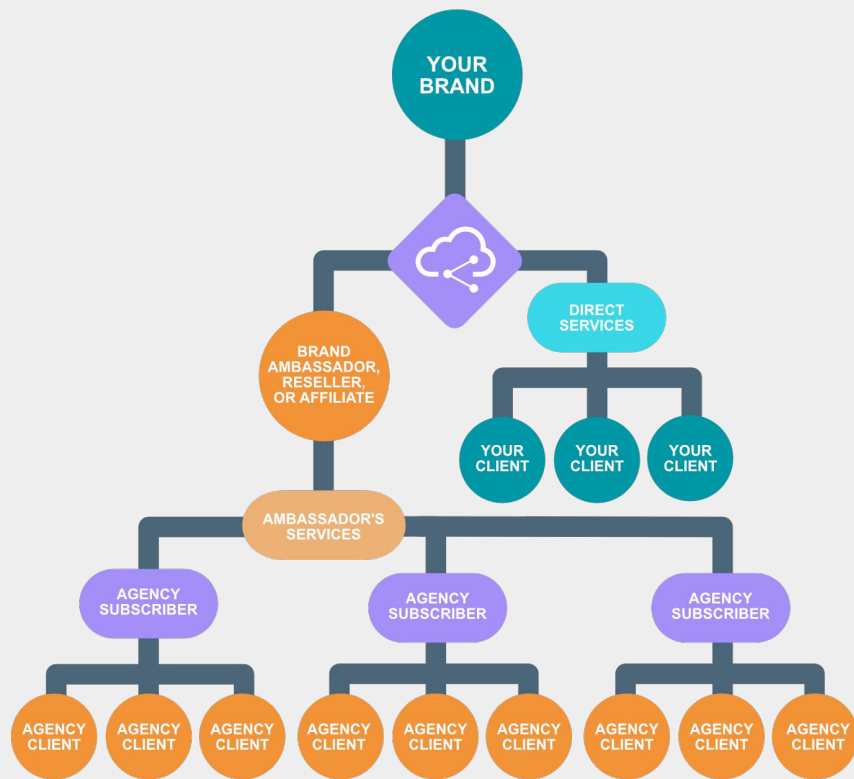 YOUR
BRAND
DIRECT
SERVICES
BRAND
AMBASSADOR,
RESELLER,
OR AFFILIATE
YOUR
CLIENT
YOUR
CLIENT
YOUR
CLIENT
AMBASSADOR'S
SERVICES
AGENCY
SUBSCRIBER
AGENCY
SUBSCRIBER
AGENCY
SUBSCRIBER
AGENCY
CLIENT
AGENCY
CLIENT
AGENCY
CLIENT
AGENCY
CLIENT
AGENCY
CLIENT
AGENCY
CLIENT
AGENCY
CLIENT
AGENCY
CLIENT
AGENCY
CLIENT